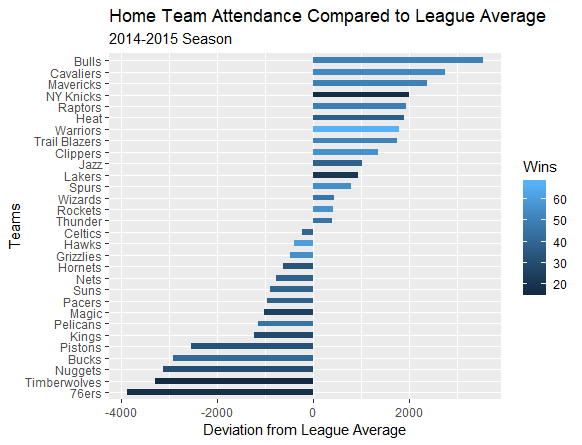 Home Team Attendance Compared to League Average
2014-2015 Season
Teams
Bulls
Cavaliers
Mavericks
NY Knicks
Raptors
Heat
Warriors
Trail Blazers
Clippers
Jazz
Lakers
Spurs
Wizards
Rockets
Thunder
Celtics
Hawks
Grizzlies
Hornets
Nets
Suns
Pacers
Magic
Pelicans
Kings
Pistons
Bucks
Nuggets
Timberwolves
76ers
-4000 -2000 0 2000
Deviation from League Average
Wins
60
50
40
30
20